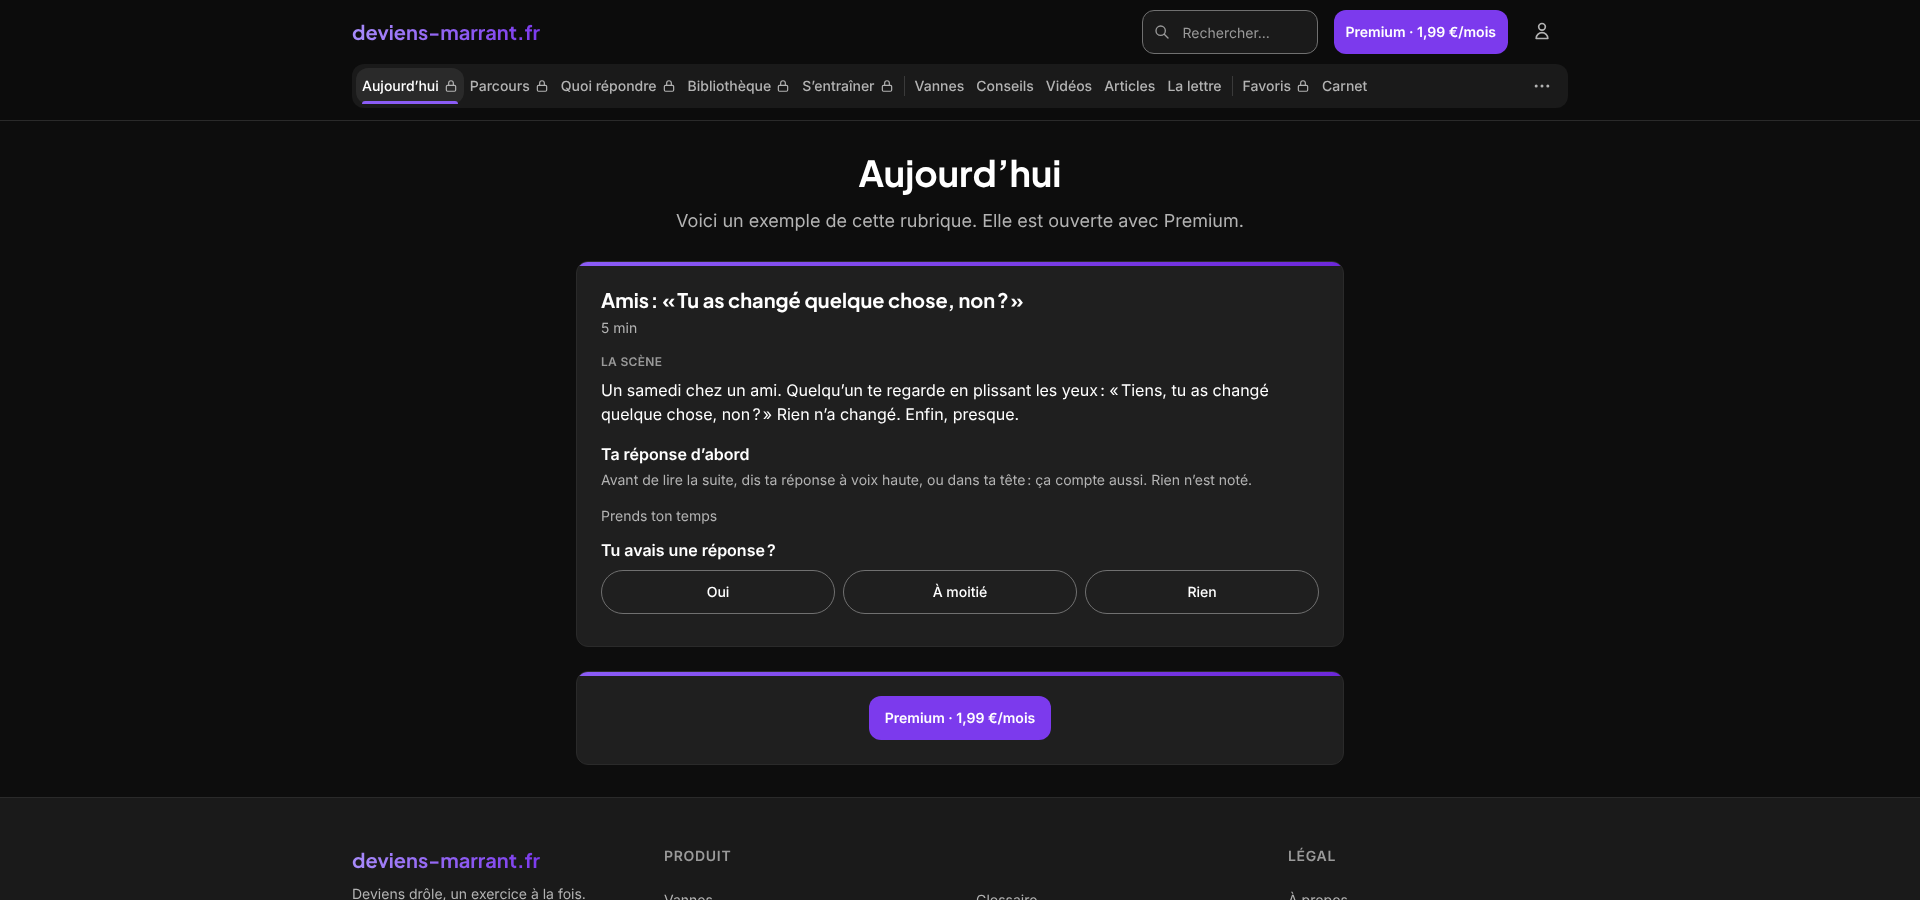 deviens-marrant.fr
Rechercher...
Premium · 1,99 €/mois
Aujourd’hui
Parcours
Quoi répondre
Bibliothèque
S’entraîner
Vannes
Conseils
Vidéos
Articles
La lettre
Favoris
Carnet
Aujourd’hui
Voici un exemple de cette rubrique. Elle est ouverte avec Premium.
Amis : « Tu as changé quelque chose, non ? »
5 min
LA SCÈNE
Un samedi chez un ami. Quelqu’un te regarde en plissant les yeux : « Tiens, tu as changé
quelque chose, non ? » Rien n’a changé. Enfin, presque.
Ta réponse d’abord
Avant de lire la suite, dis ta réponse à voix haute, ou dans ta tête : ça compte aussi. Rien n’est noté.
Prends ton temps
Tu avais une réponse ?
Oui
À moitié
Rien
Premium · 1,99 €/mois
deviens-marrant.fr
Deviens drôle, un exercice à la fois.
PRODUIT
Vannes
Glossaire
LÉGAL
À propos